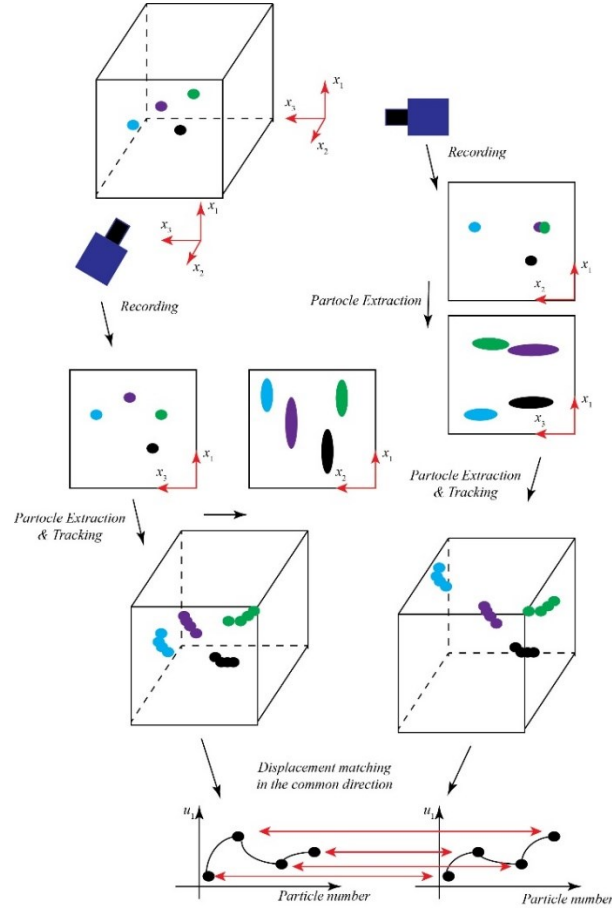 x1
x3
x2
x1
x3
x2
Recording
Recording
x2
x1
Partocle Extraction
x3
x1
x3
x1
x2
x1
Partocle Extraction
& Tracking
Partocle Extraction
& Tracking
Displacement matching
in the common direction
u1
u1
Particle number
Particle number